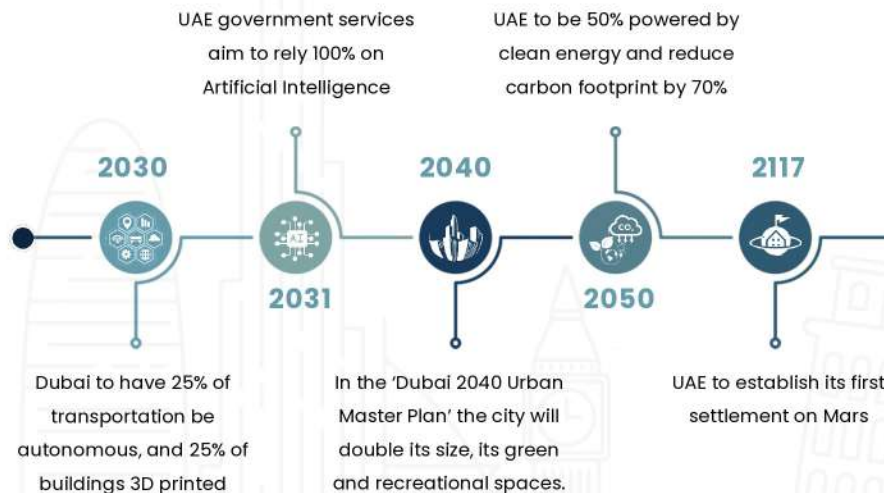 UAE government services
aim to rely 100% on
Artificial Intelligence
UAE to be 50% powered by
clean energy and reduce
carbon footprint by 70%
2030
2040
2117
AI
CO₂
2031
2050
Dubai to have 25% of
transportation be
autonomous, and 25% of
buildings 3D printed
In the ‘Dubai 2040 Urban
Master Plan’ the city will
double its size, its green
and recreational spaces.
UAE to establish its first
settlement on Mars